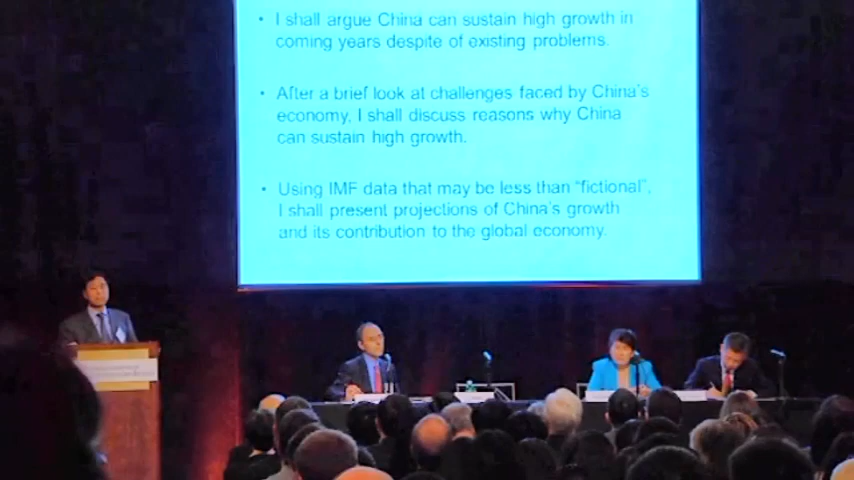 • I shall argue China can sustain high growth in
coming years despite of existing problems.
• After a brief look at challenges faced by China's
economy, I shall discuss reasons why China
can sustain high growth.
• Using IMF data that may be less than "fictional",
I shall present projections of China's growth
and its contribution to the global economy.